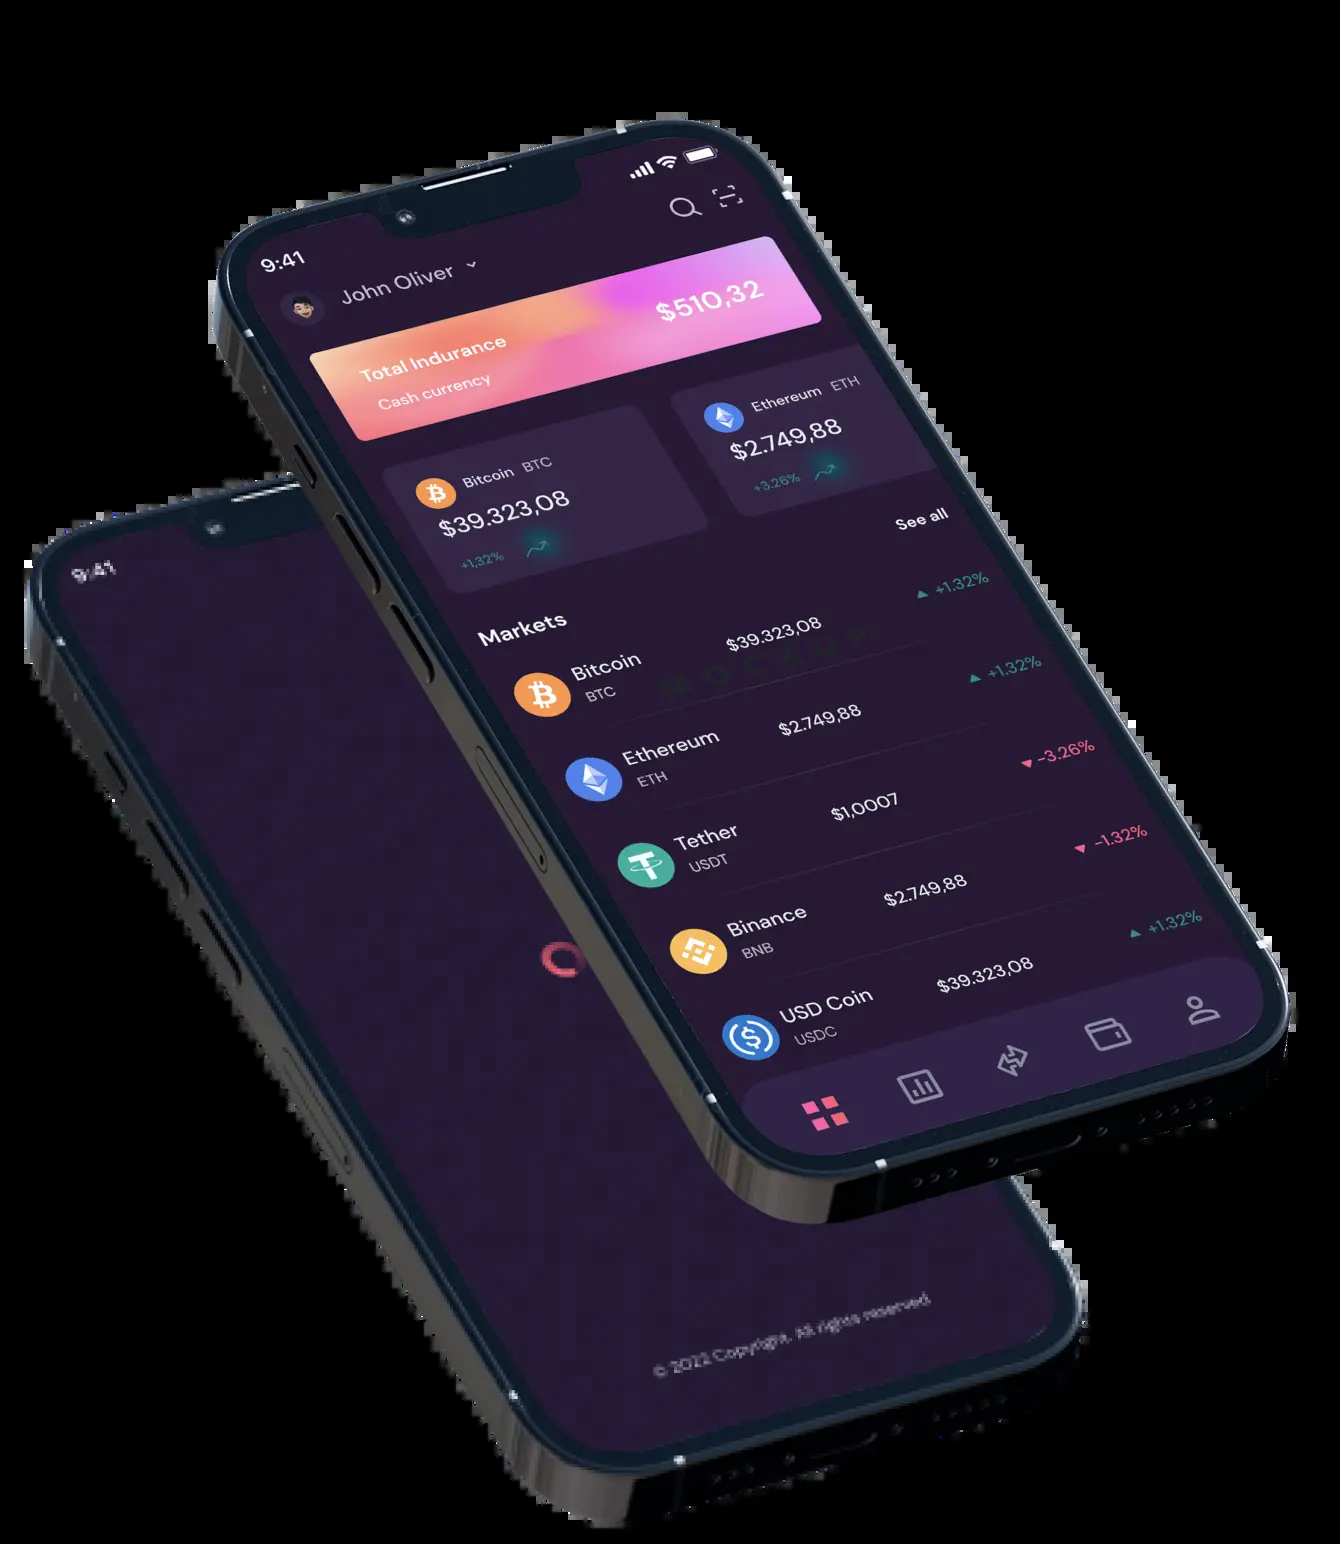 9:41
John Oliver
Total Indurance
$510,32
Cash currency
Bitcoin BTC
$39.323,08
+1,32%
Ethereum ETH
$2.749,88
+3.26%
Markets
See all
Bitcoin
BTC
$39.323,08
+1.32%
Ethereum
ETH
$2.749,88
+1.32%
Tether
USDT
$1,0007
-3.26%
Binance
BNB
$2.749,88
-1.32%
USD Coin
USDC
$39.323,08
+1.32%
MOCKUP
9:41
© 2022 Copyright. All rights reserved